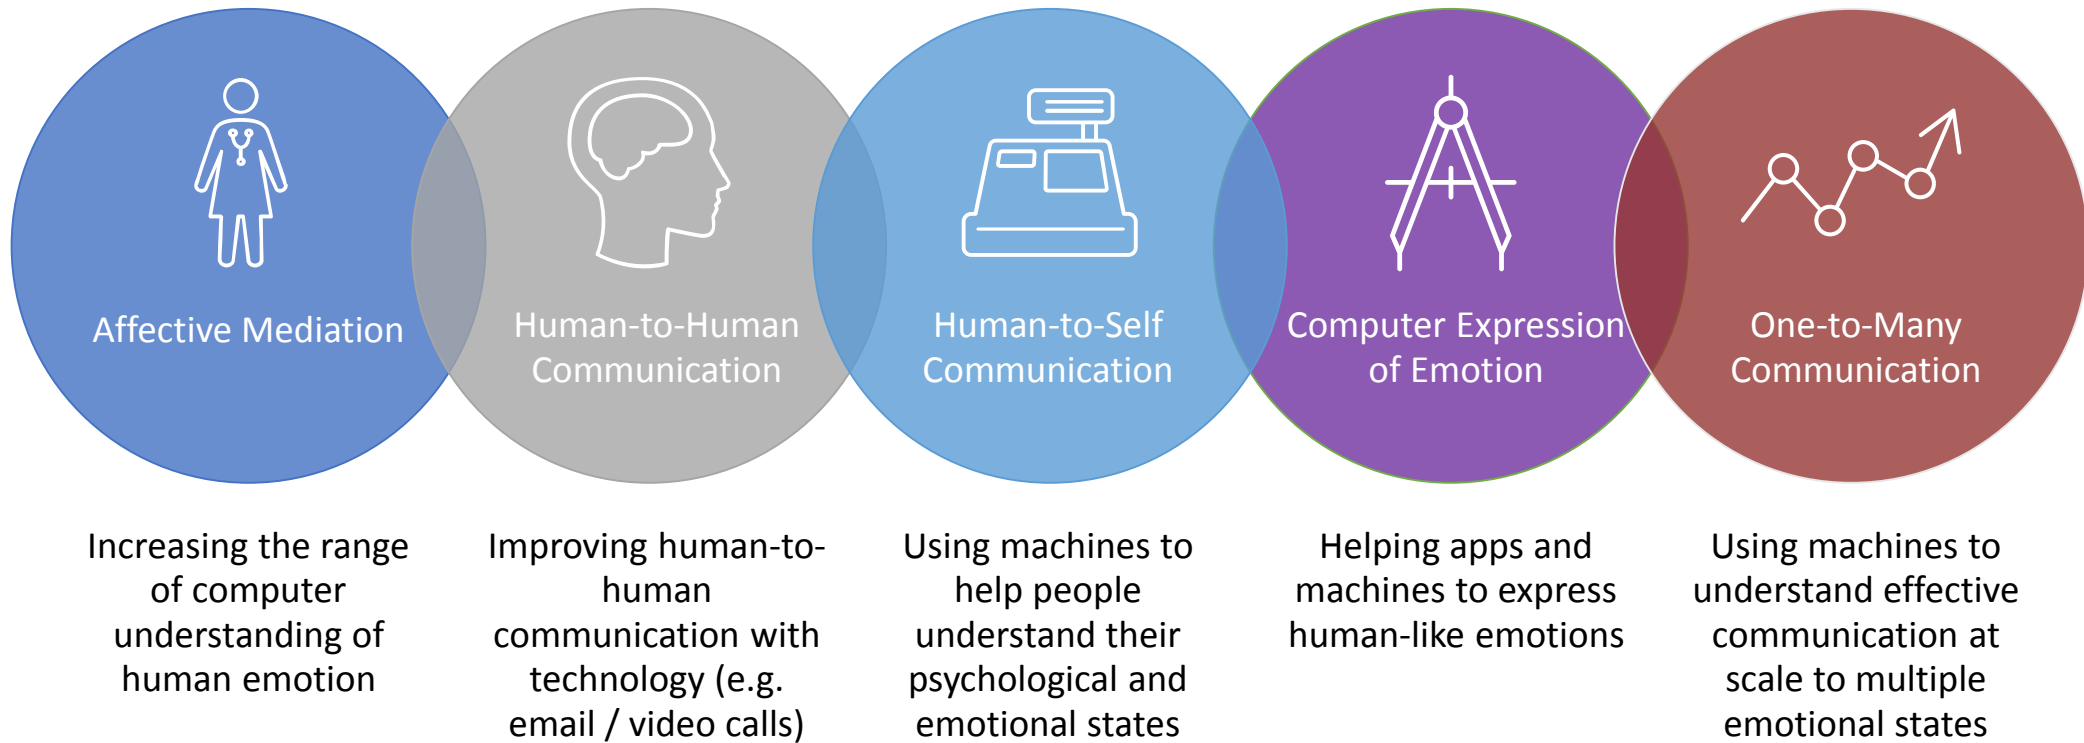 Affective Mediation
Human-to-Human
Communication
Human-to-Self
Communication
Computer Expression
of Emotion
One-to-Many
Communication
Increasing the range
of computer
understanding of
human emotion
Improving human-to-
human
communication with
technology (e.g.
email / video calls)
Using machines to
help people
understand their
psychological and
emotional states
Helping apps and
machines to express
human-like emotions
Using machines to
understand effective
communication at
scale to multiple
emotional states